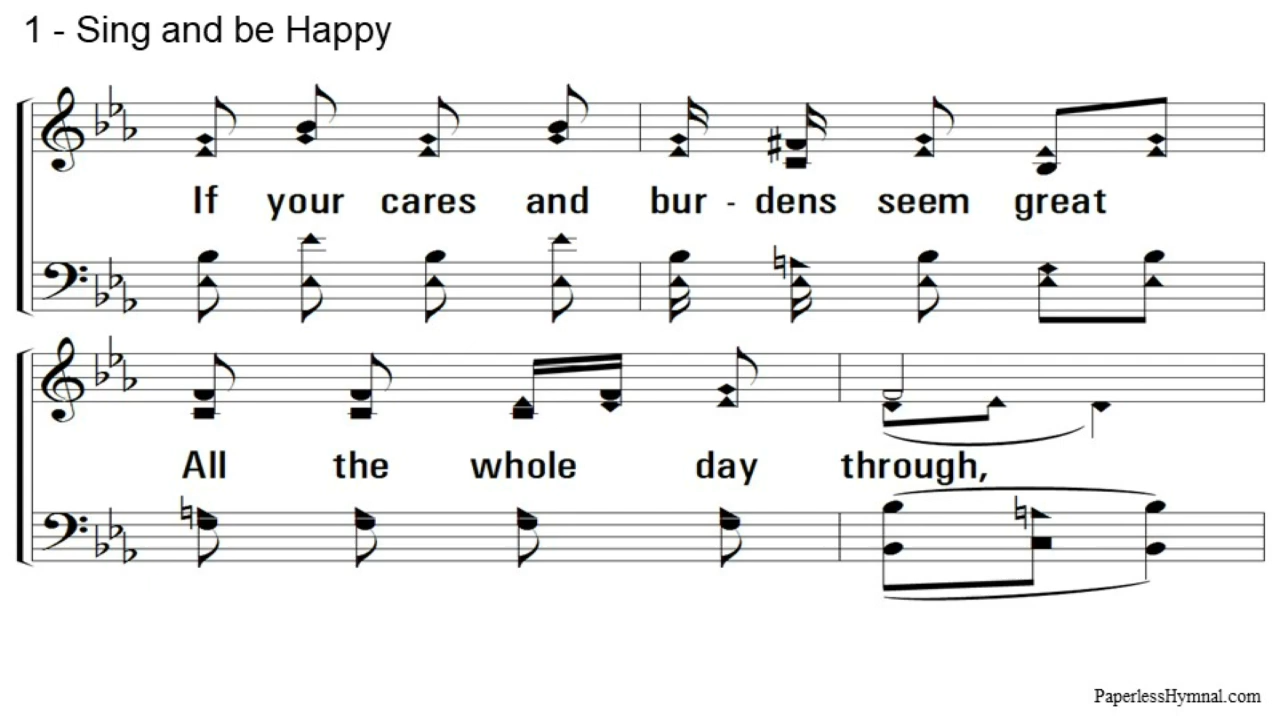 1 - Sing and be Happy
If your cares and bur - dens seem great
All the whole day through,
PaperlessHymnal.com